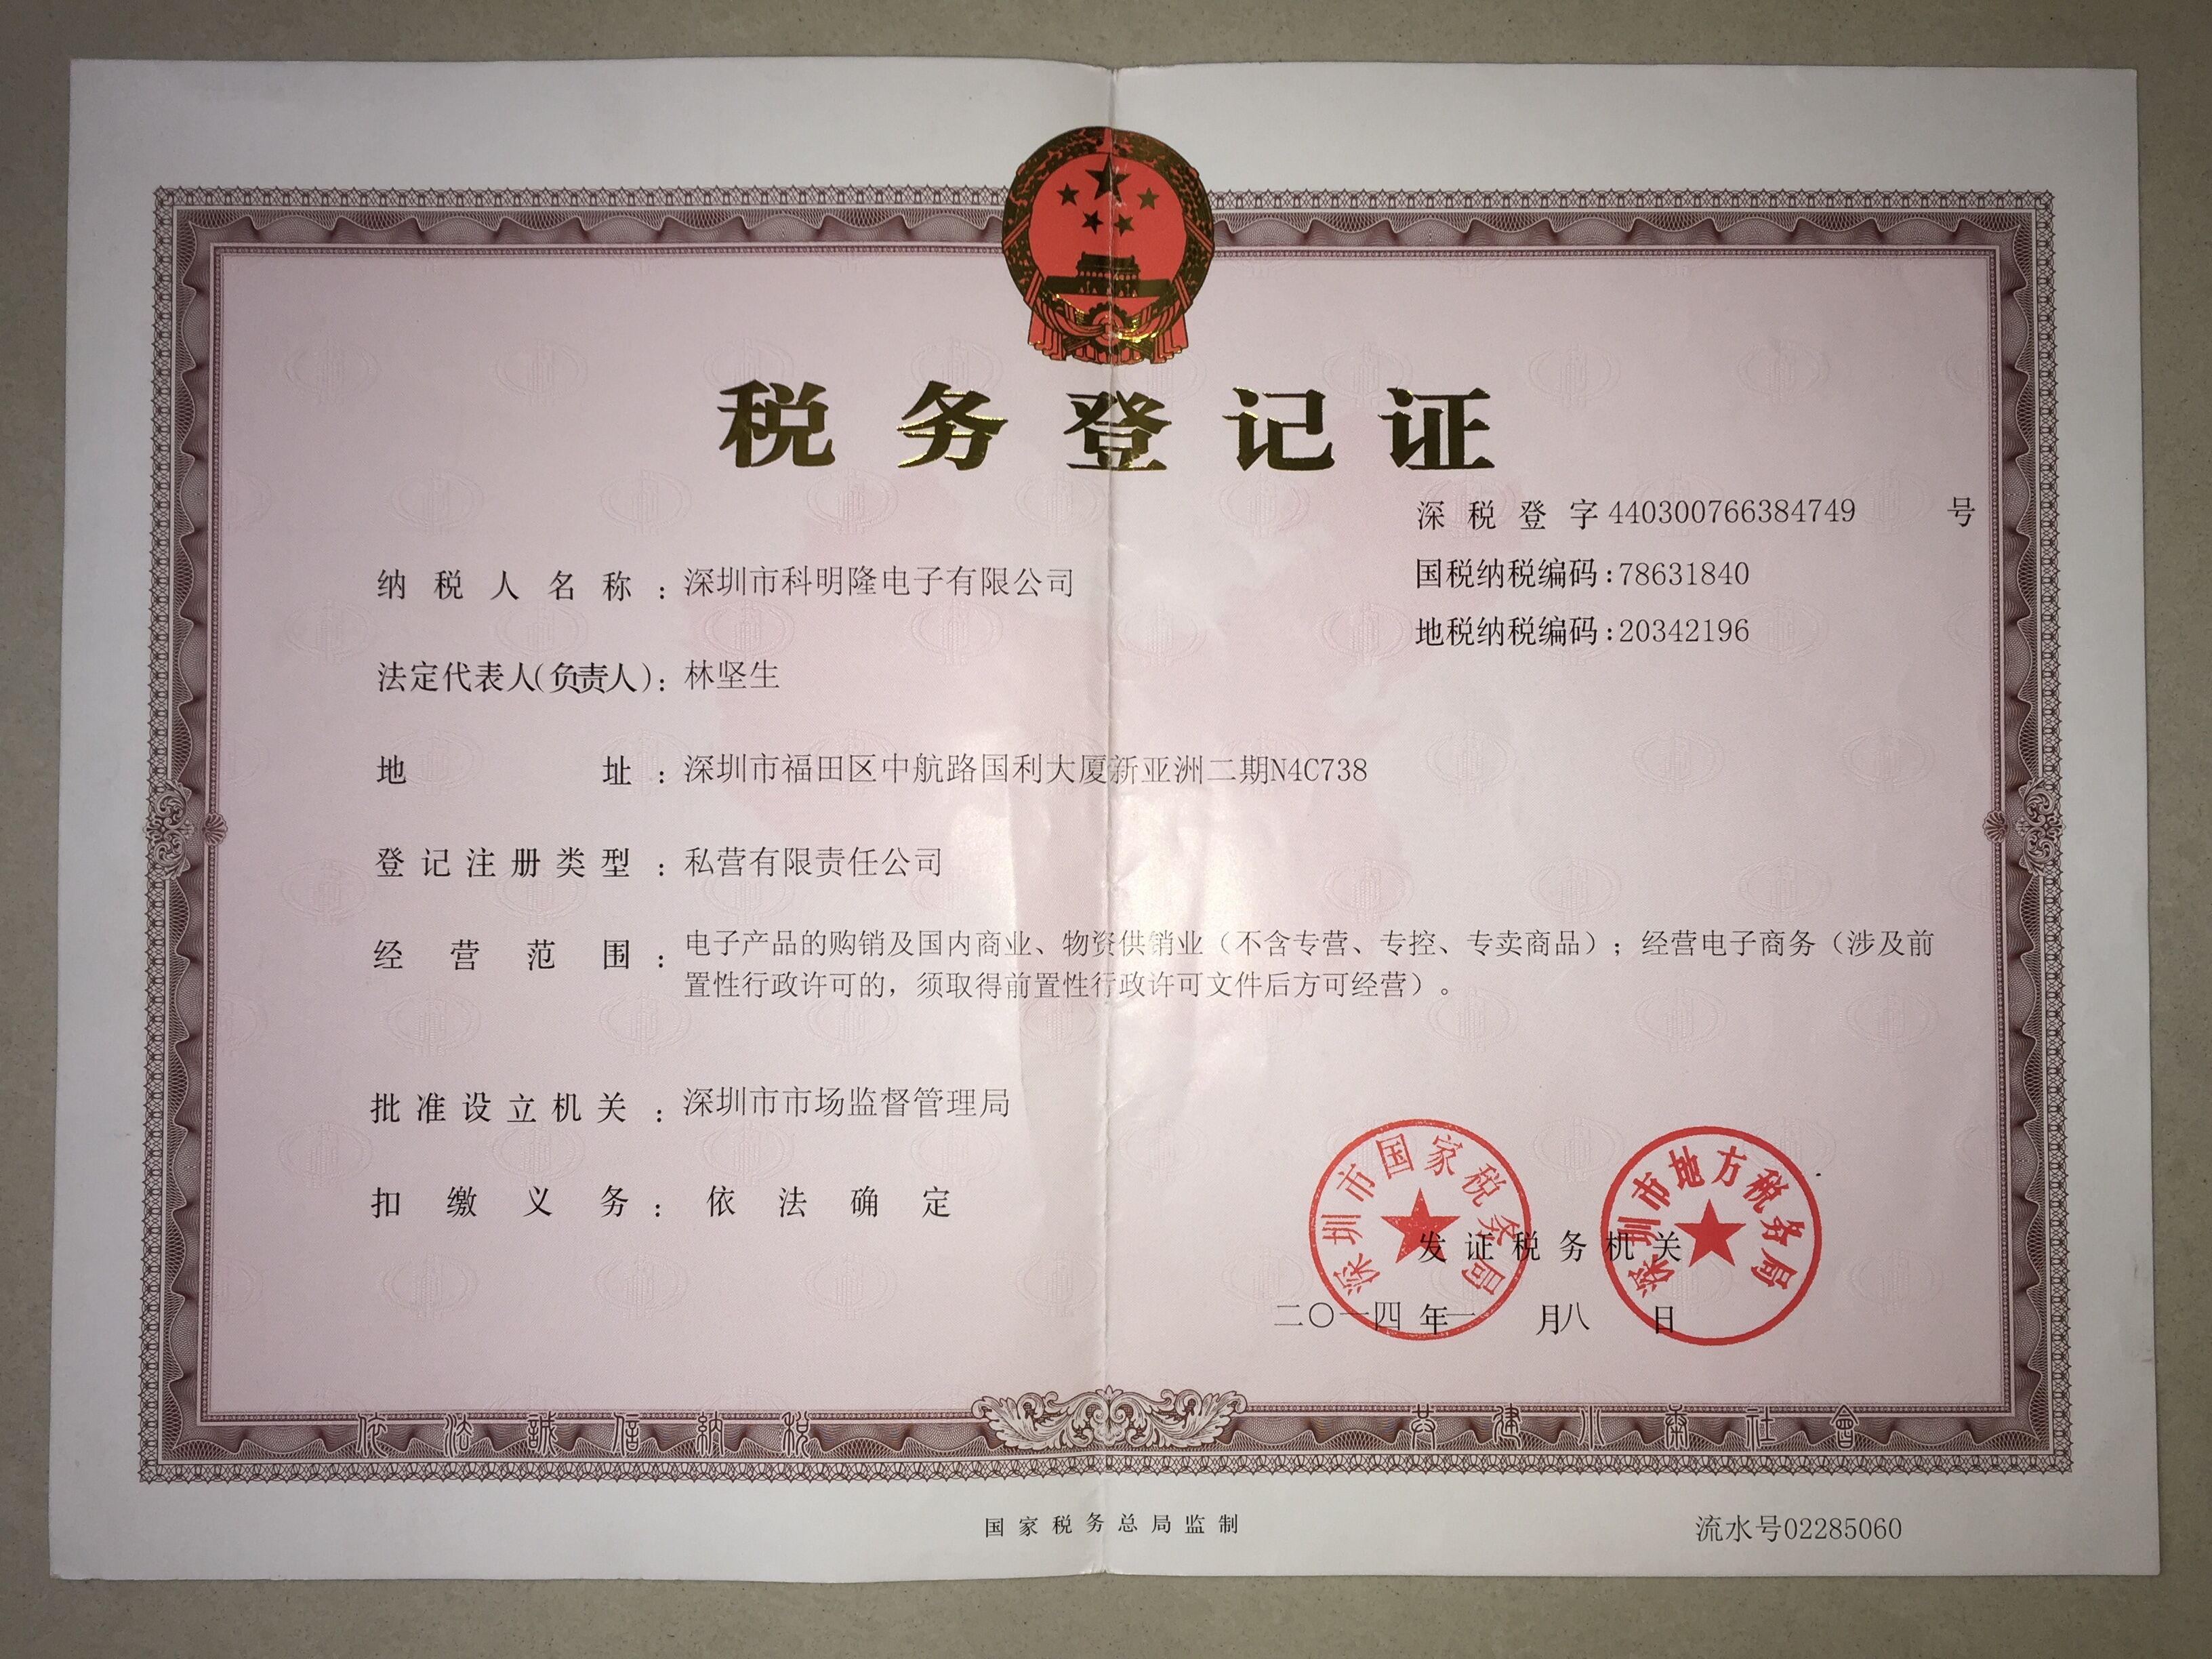 税务登记证
深税登字440300766384749 号
国税纳税编码:78631840
地税纳税编码:20342196
纳税人名称：深圳市科明隆电子有限公司
法定代表人(负责人)：林坚生
地址：深圳市福田区中航路国利大厦新亚洲二期N4C738
登记注册类型：私营有限责任公司
经营范围：电子产品的购销及国内商业、物资供销业（不含专营、专控、专卖商品）；经营电子商务（涉及前
置性行政许可的，须取得前置性行政许可文件后方可经营）。
批准设立机关：深圳市市场监督管理局
扣缴义务：依法确定
深圳市国家税务局
深圳市地方税务局
发证税务机关
二〇一四年一月八日
依法誠信納税
共建小康社會
国家税务总局监制
流水号02285060